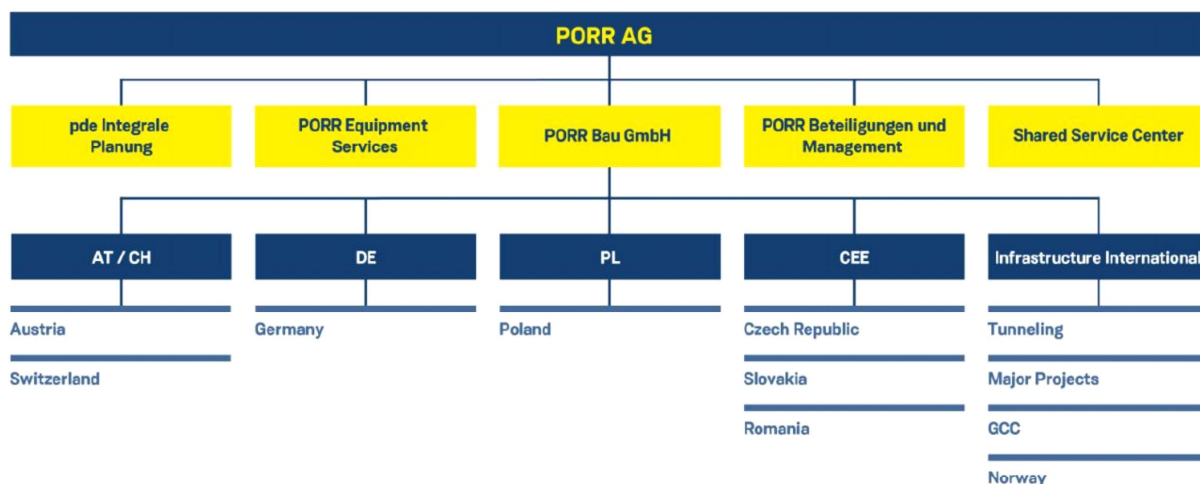 PORR AG
pde Integrale
Planung
PORR Equipment
Services
PORR Bau GmbH
PORR Beteiligungen und
Management
Shared Service Center
AT / CH
DE
PL
CEE
Infrastructure International
Austria
Switzerland
Germany
Poland
Czech Republic
Slovakia
Romania
Tunneling
Major Projects
GCC
Norway